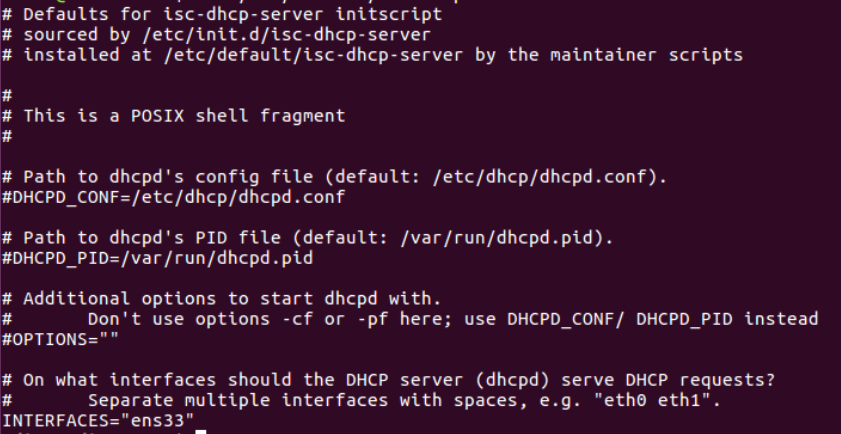 # Defaults for isc-dhcp-server initscript
# sourced by /etc/init.d/isc-dhcp-server
# installed at /etc/default/isc-dhcp-server by the maintainer scripts
#
# This is a POSIX shell fragment
#
# Path to dhcpd's config file (default: /etc/dhcp/dhcpd.conf).
#DHCPD_CONF=/etc/dhcp/dhcpd.conf
# Path to dhcpd's PID file (default: /var/run/dhcpd.pid).
#DHCPD_PID=/var/run/dhcpd.pid
# Additional options to start dhcpd with.
#       Don't use options -cf or -pf here; use DHCPD_CONF/ DHCPD_PID instead
#OPTIONS=""
# On what interfaces should the DHCP server (dhcpd) serve DHCP requests?
#       Separate multiple interfaces with spaces, e.g. "eth0 eth1".
INTERFACES="ens33"